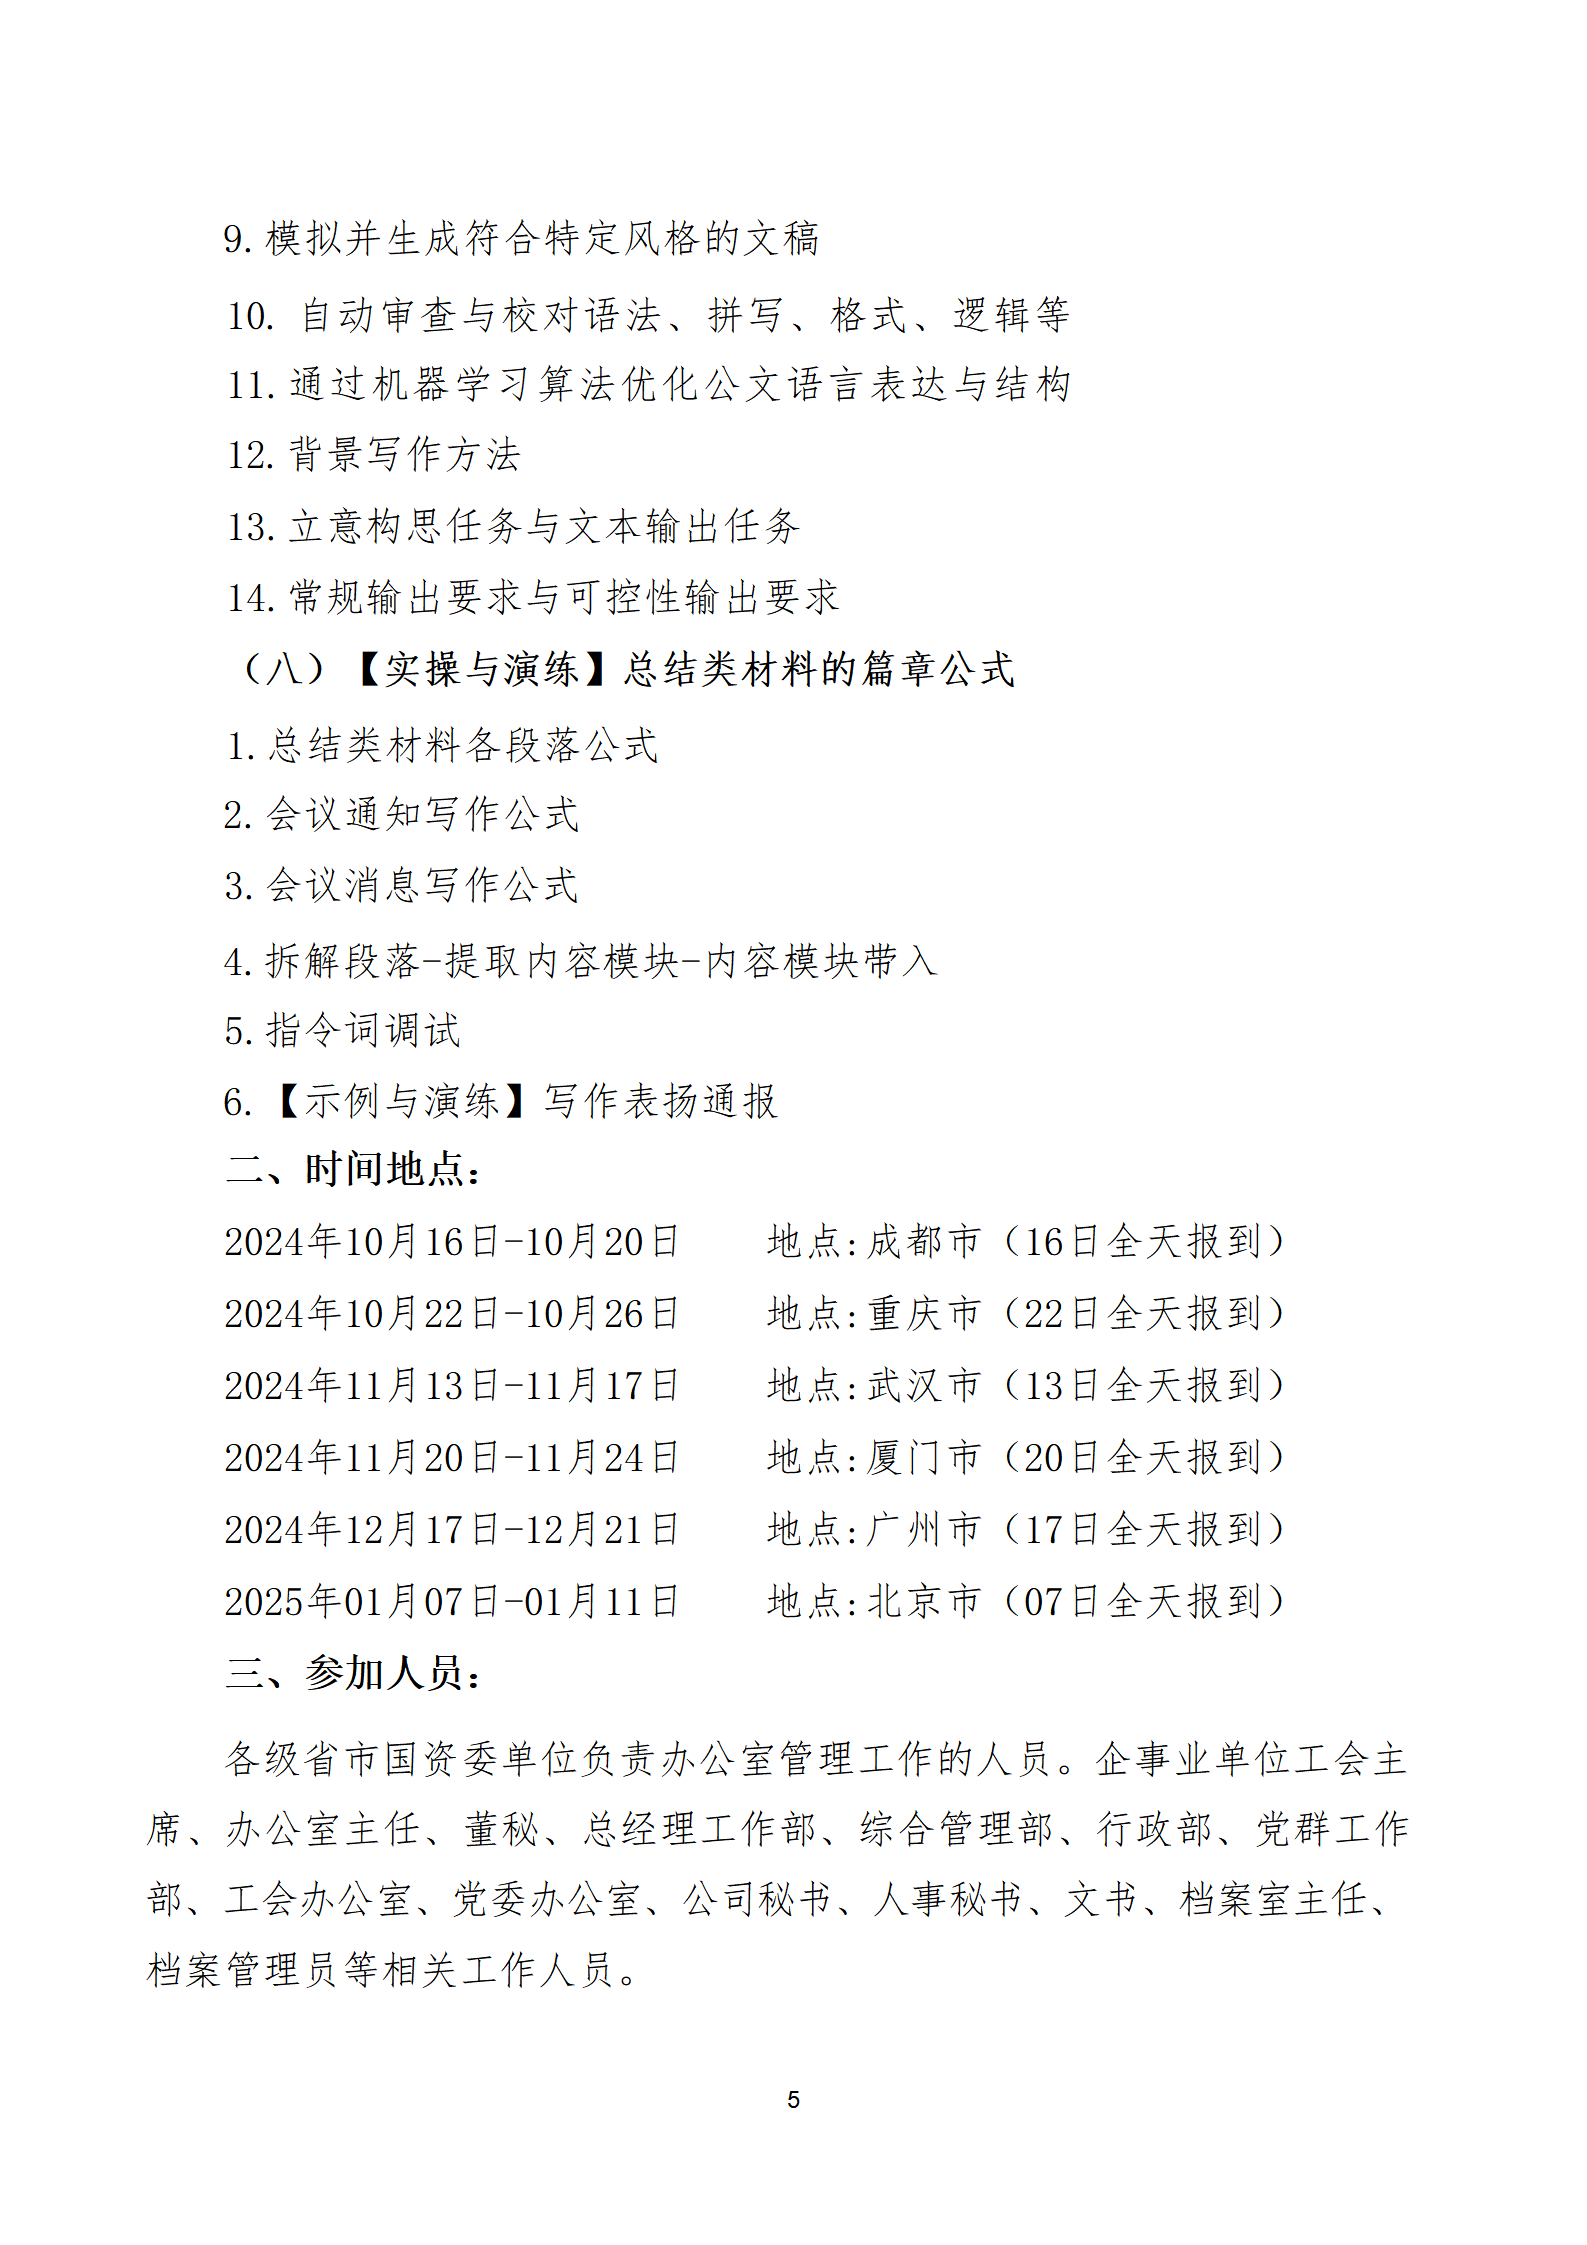 9.模拟并生成符合特定风格的文稿
10. 自动审查与校对语法、拼写、格式、逻辑等
11.通过机器学习算法优化公文语言表达与结构
12.背景写作方法
13.立意构思任务与文本输出任务
14.常规输出要求与可控性输出要求
（八）【实操与演练】总结类材料的篇章公式
1.总结类材料各段落公式
2.会议通知写作公式
3.会议消息写作公式
4.拆解段落-提取内容模块-内容模块带入
5.指令词调试
6.【示例与演练】写作表扬通报
二、时间地点：
2024年10月16日-10月20日 地点:成都市（16日全天报到）
2024年10月22日-10月26日 地点:重庆市（22日全天报到）
2024年11月13日-11月17日 地点:武汉市（13日全天报到）
2024年11月20日-11月24日 地点:厦门市（20日全天报到）
2024年12月17日-12月21日 地点:广州市（17日全天报到）
2025年01月07日-01月11日 地点:北京市（07日全天报到）
三、参加人员：
各级省市国资委单位负责办公室管理工作的人员。企事业单位工会主
席、办公室主任、董秘、总经理工作部、综合管理部、行政部、党群工作
部、工会办公室、党委办公室、公司秘书、人事秘书、文书、档案室主任、
档案管理员等相关工作人员。
5